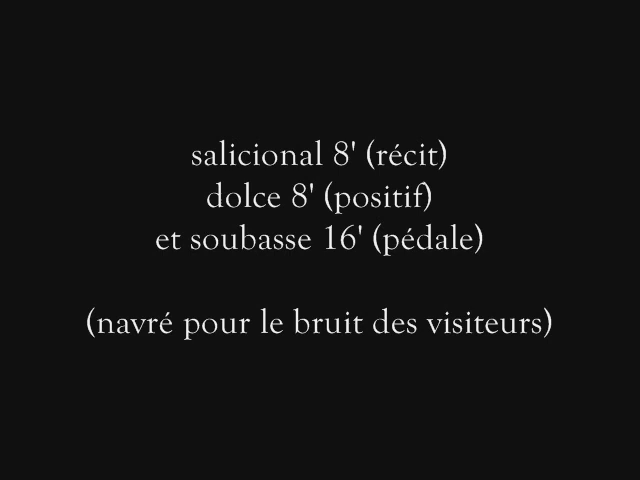 salicional 8' (récit)
dolce 8' (positif)
et soubasse 16' (pédale)
(navré pour le bruit des visiteurs)